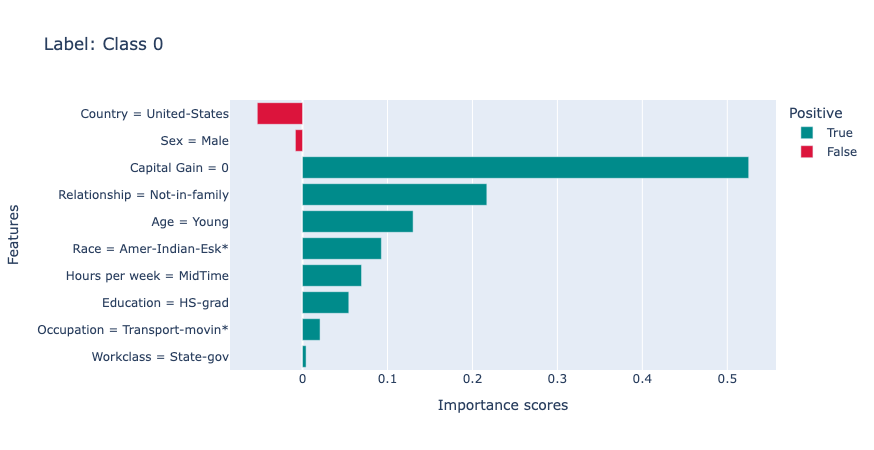 Label: Class 0
Country = United-States
Sex = Male
Capital Gain = 0
Relationship = Not-in-family
Age = Young
Race = Amer-Indian-Esk*
Hours per week = MidTime
Education = HS-grad
Occupation = Transport-movin*
Workclass = State-gov
Features
0 0.1 0.2 0.3 0.4 0.5
Importance scores
Positive
True
False